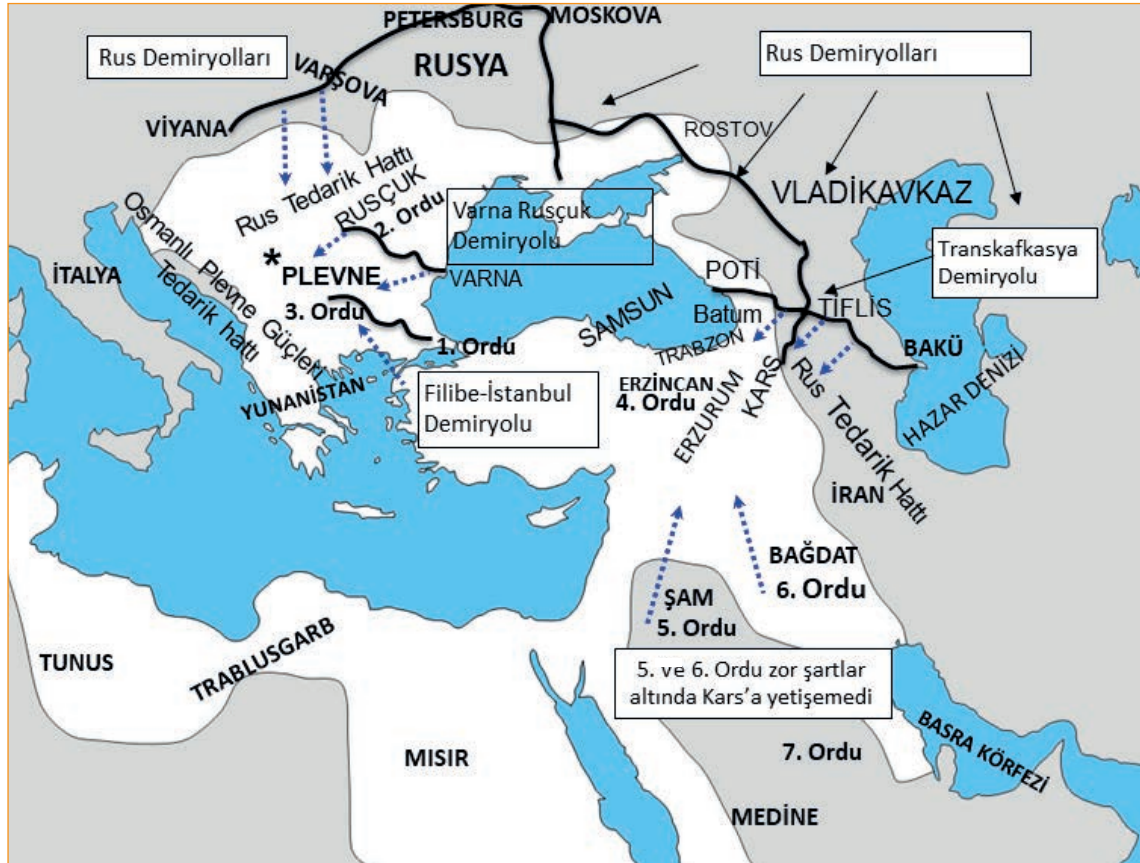 PETERSBURG
MOSKOVA
Rus Demiryolları
Rus Demiryolları
VARŞOVA
RUSYA
VİYANA
ROSTOV
Rus Tedarik Hattı
RUSÇUK
2. Ordu
Varna Rusçuk
Demiryolu
VLADİKAVKAZ
Osmanlı Plevne Güçleri
Tedarik hattı
İTALYA
*
PLEVNE
VARNA
POTİ
Transkafkasya
Demiryolu
3. Ordu
SAMSUN
Batum
TİFLİS
1. Ordu
TRABZON
BAKÜ
YUNANİSTAN
Filibe-İstanbul
Demiryolu
ERZİNCAN
4. Ordu
ERZURUM
KARS
Rus Tedarik Hattı
HAZAR DENİZİ
İRAN
BAĞDAT
6. Ordu
ŞAM
5. Ordu
TUNUS
TRABLUSGARB
5. ve 6. Ordu zor şartlar
altında Kars’a yetişemedi
MISIR
7. Ordu
BASRA KÖRFEZİ
MEDİNE